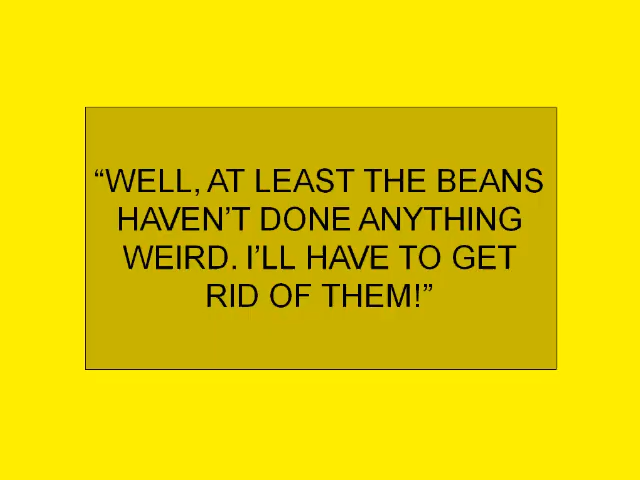 “WELL, AT LEAST THE BEANS
HAVEN’T DONE ANYTHING
WEIRD. I’LL HAVE TO GET
RID OF THEM!”